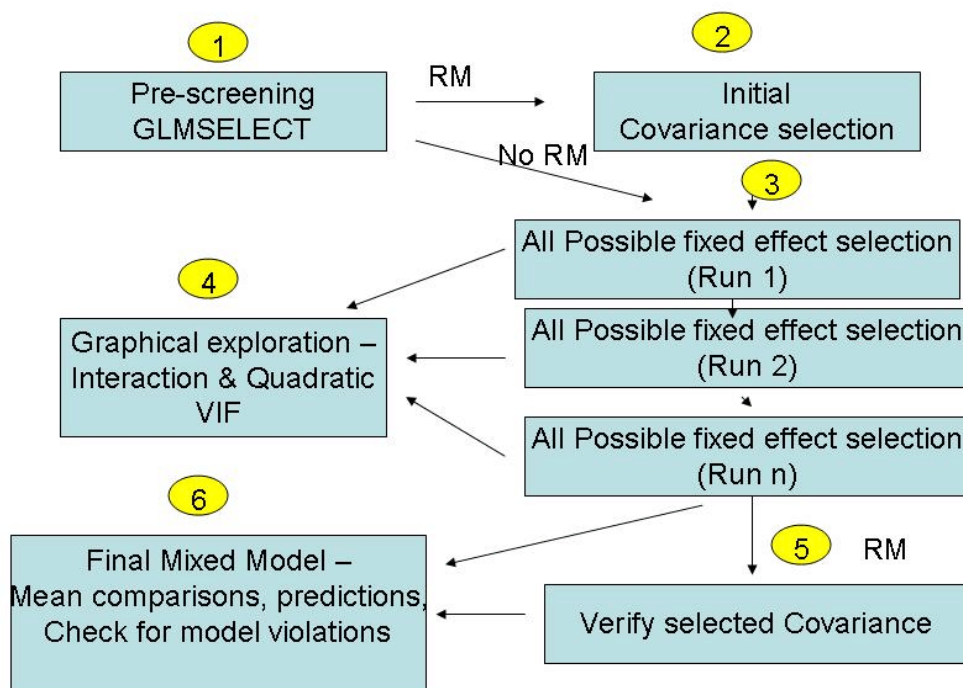 1
Pre-screening
GLMSELECT
RM
No RM
2
Initial
Covariance selection
3
All Possible fixed effect selection
(Run 1)
All Possible fixed effect selection
(Run 2)
All Possible fixed effect selection
(Run n)
4
Graphical exploration –
Interaction & Quadratic
VIF
5
RM
Verify selected Covariance
6
Final Mixed Model –
Mean comparisons, predictions,
Check for model violations